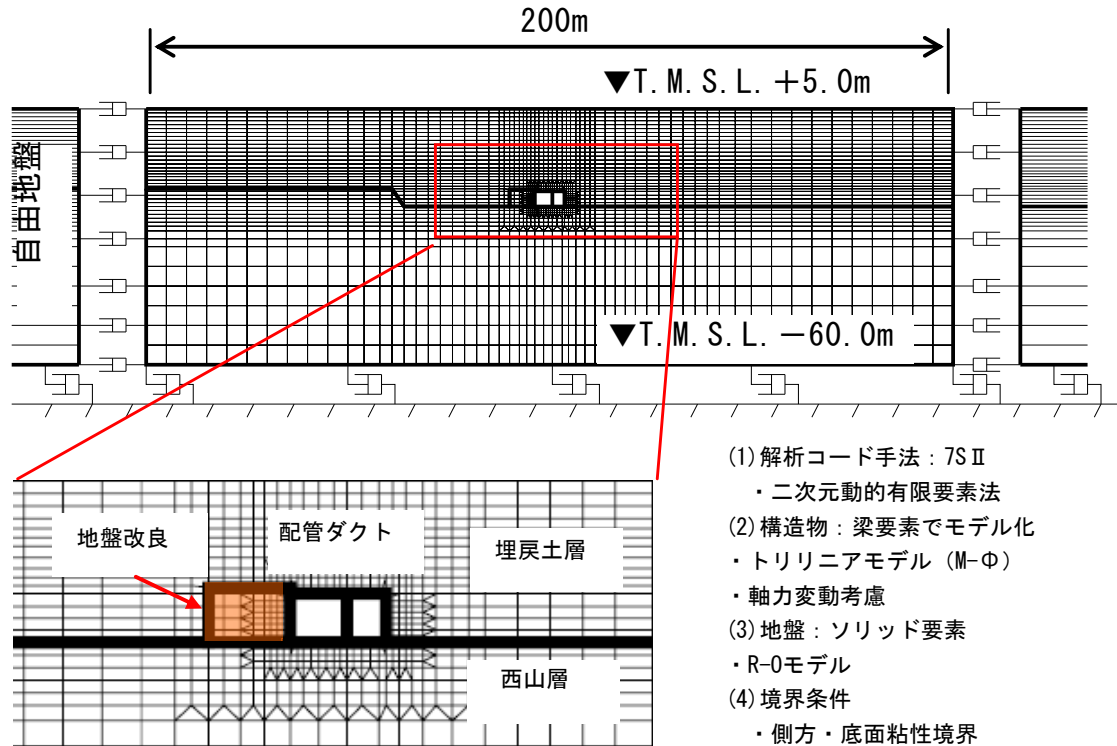 200m
▼T.M.S.L. +5.0m
自由地盤
▼T.M.S.L. －60.0m
地盤改良
配管ダクト
埋戻土層
西山層
(1)解析コード手法：7SⅡ
・二次元動的有限要素法
(2)構造物：梁要素でモデル化
・トリリニアモデル（M-Φ）
・軸力変動考慮
(3)地盤：ソリッド要素
・R-Oモデル
(4)境界条件
・側方・底面粘性境界